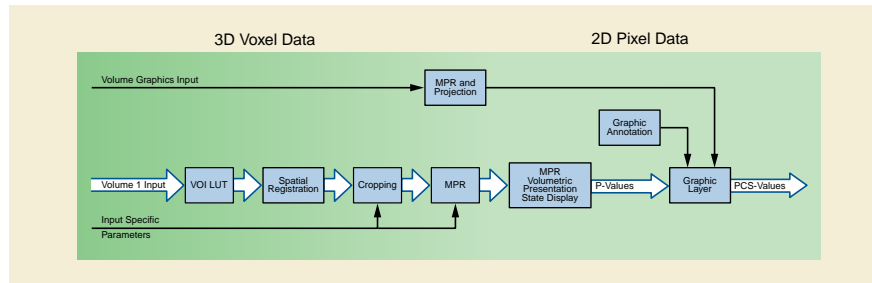 3D Voxel Data
2D Pixel Data
Volume Graphics Input
MPR and
Projection
Graphic
Annotation
Volume 1 Input
VOI LUT
Spatial
Registration
Cropping
MPR
MPR
Volumetric
Presentation
State Display
P-Values
Graphic
Layer
PCS-Values
Input Specific
Parameters